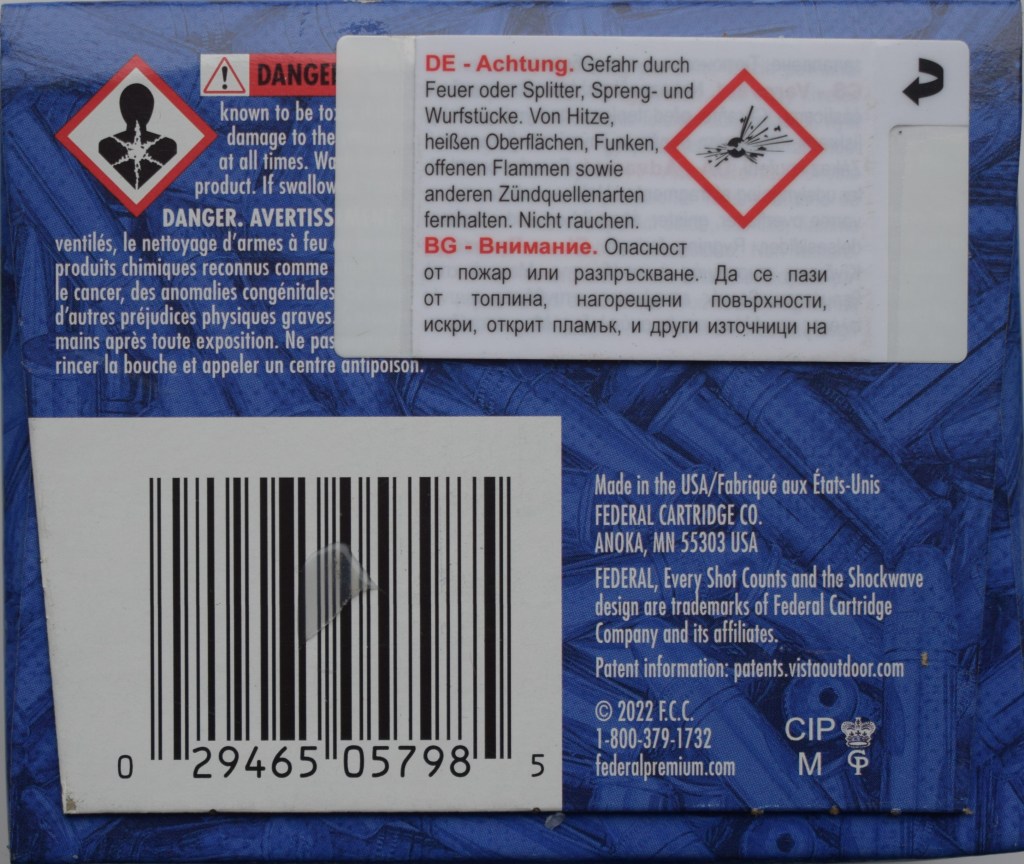 DANGE
known to be to
damage to the
at all times. Wa
product. If swallow
DANGER. AVERTISS
ventilés, le nettoyage d'armes à feu
produits chimiques reconnus comme
le cancer, des anomalies congénitales
d'autres préjudices physiques graves.
mains après toute exposition. Ne pas
rincer la bouche et appeler un centre antipoison.
DE - Achtung. Gefahr durch
Feuer oder Splitter, Spreng- und
Wurfstücke. Von Hitze,
heißen Oberflächen, Funken,
offenen Flammen sowie
anderen Zündquellenarten
fernhalten. Nicht rauchen.
BG - Внимание. Опасност
от пожар или разпръскване. Да се пази
от топлина, нагорещени повърхности,
искри, открит пламък, и други източници на
0 29465 05798 5
Made in the USA/Fabriqué aux États-Unis
FEDERAL CARTRIDGE CO.
ANOKA, MN 55303 USA
FEDERAL, Every Shot Counts and the Shockwave
design are trademarks of Federal Cartridge
Company and its affiliates.
Patent information: patents.vistaoutdoor.com
© 2022 F.C.C.
1-800-379-1732
federalpremium.com
CIP
M